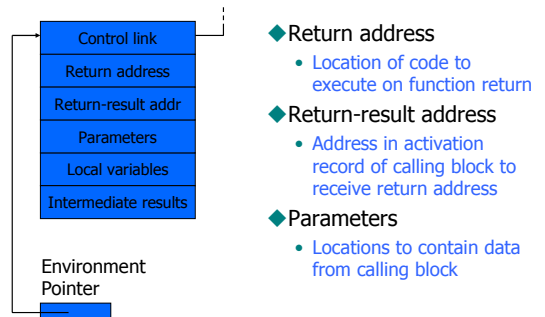 Control link
Return address
Return-result addr
Parameters
Local variables
Intermediate results
Environment
Pointer
Return address
• Location of code to
execute on function return
Return-result address
• Address in activation
record of calling block to
receive return address
Parameters
• Locations to contain data
from calling block